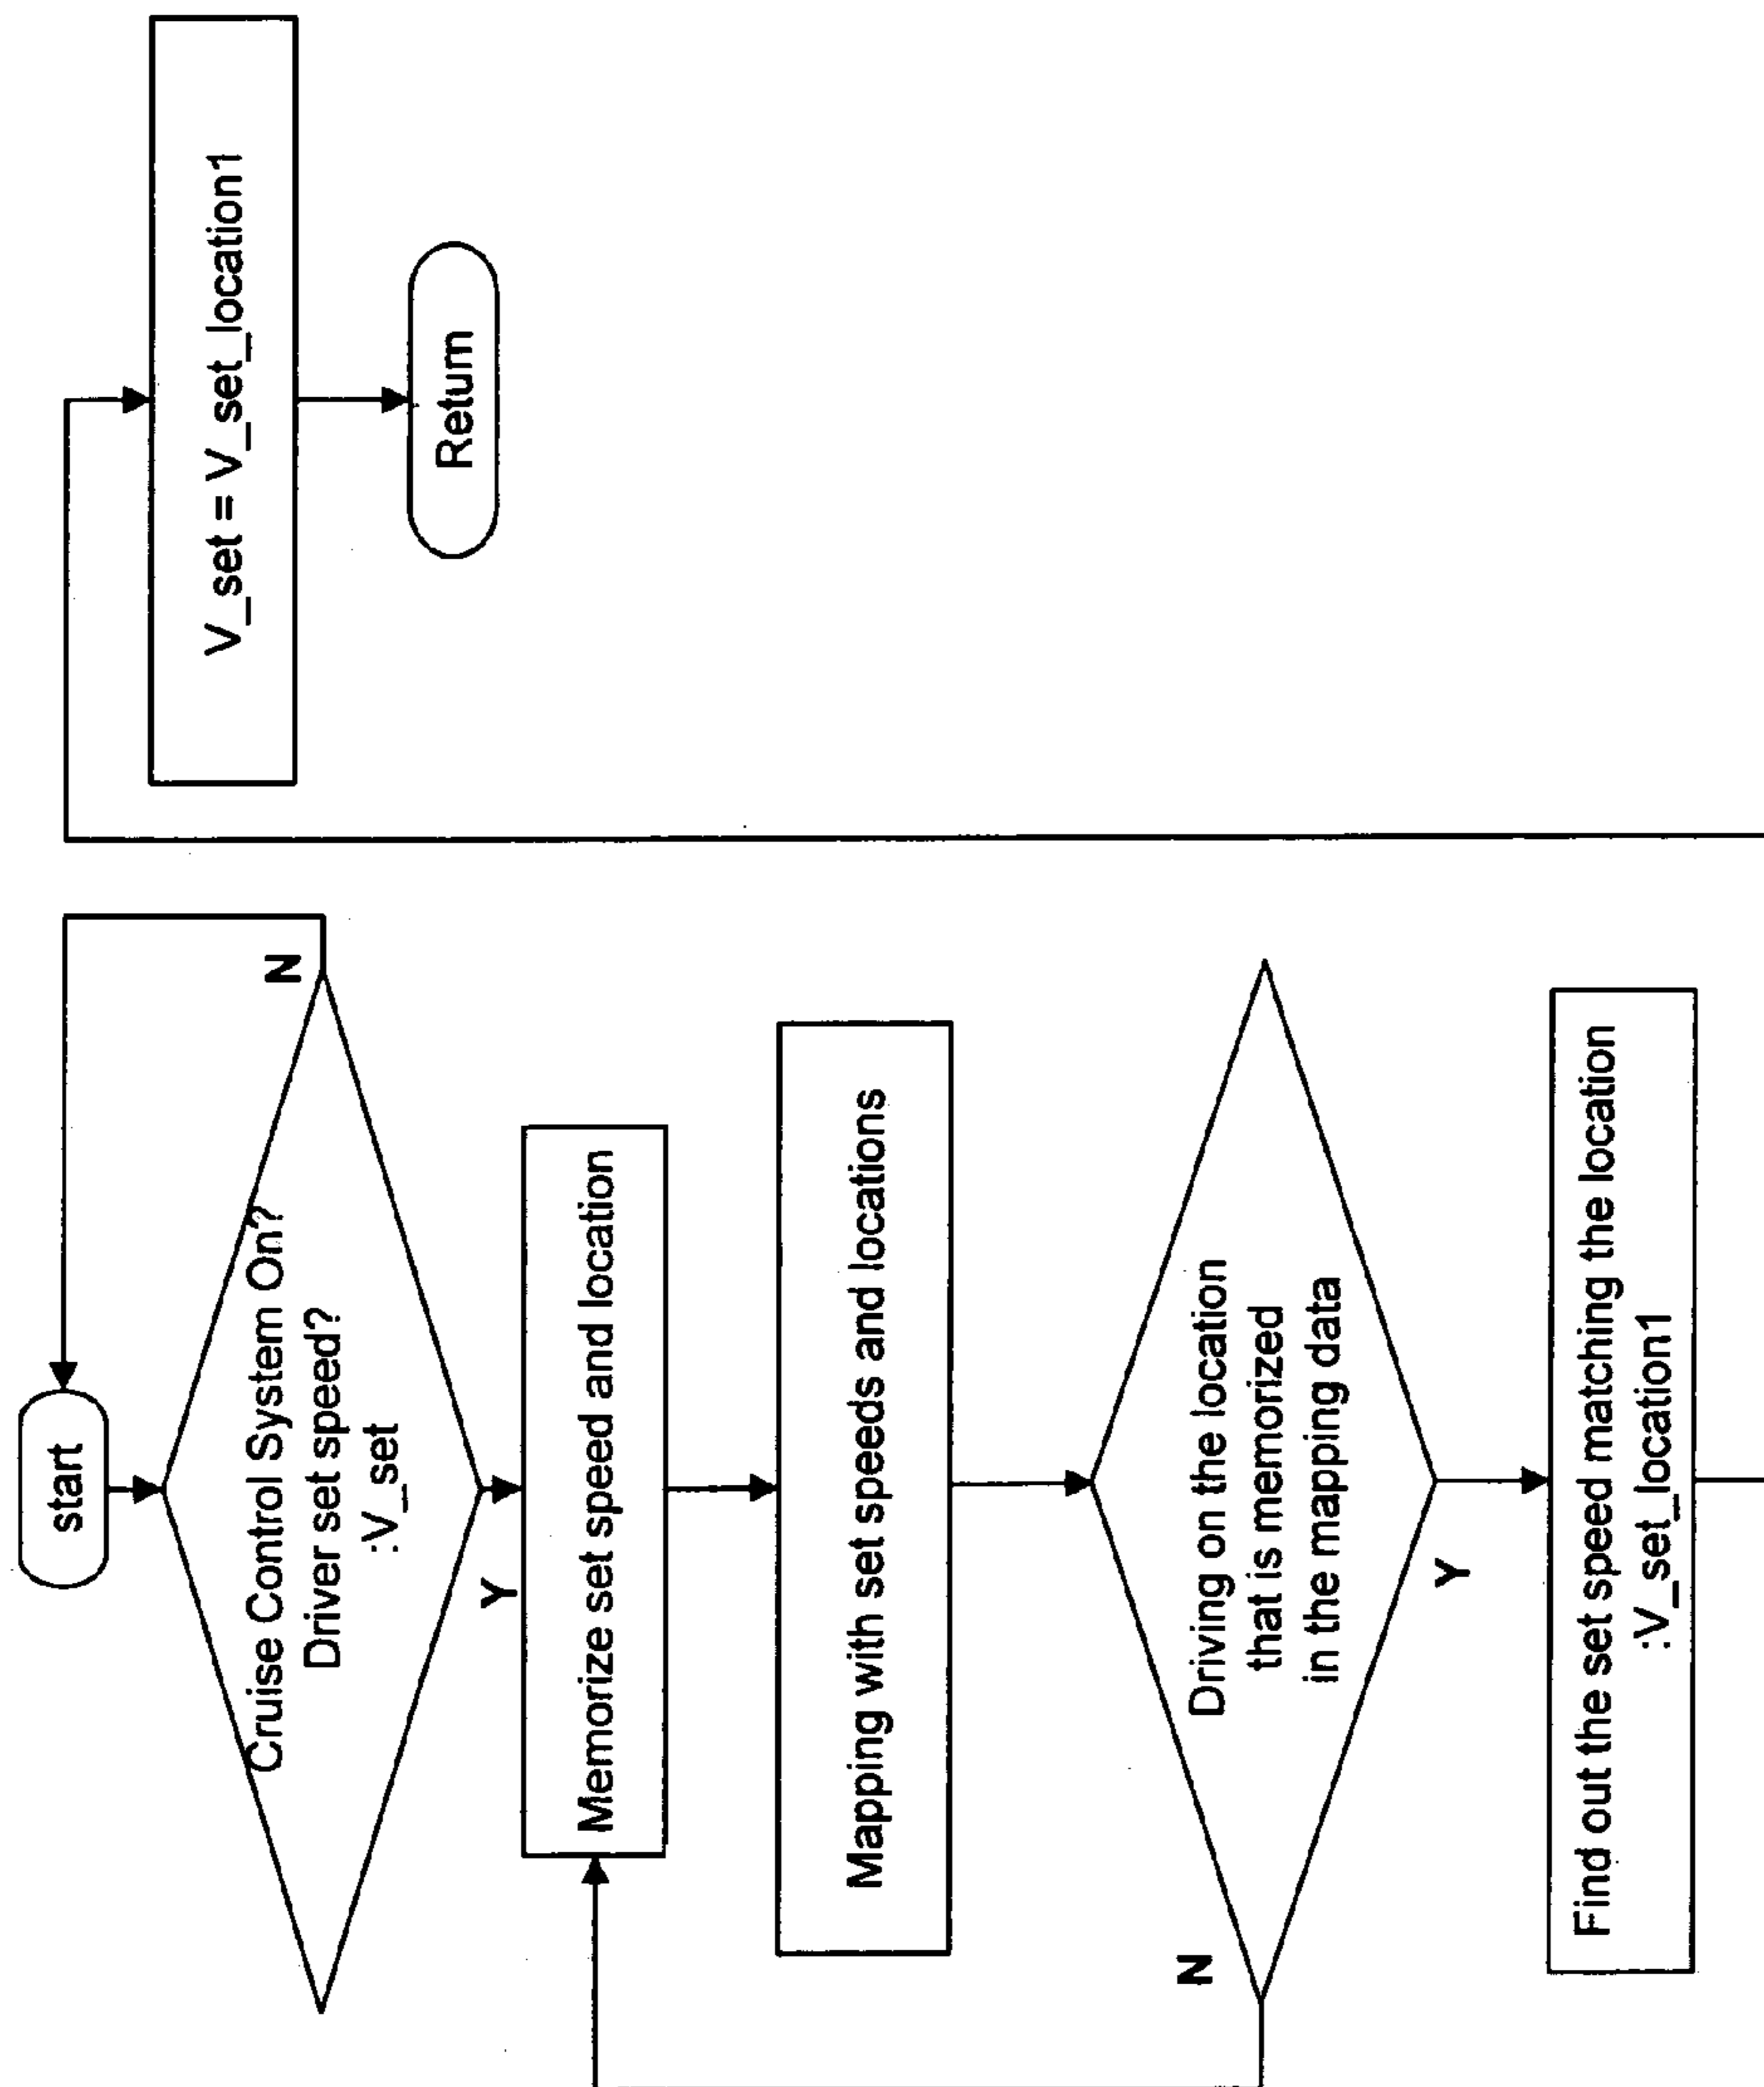 start
Cruise Control System On?
Driver set speed?
:V_set
N
Y
Memorize set speed and location
Mapping with set speeds and locations
Driving on the location
that is memorized
in the mapping data
N
Y
Find out the set speed matching the location
:V_set_location1
V_set = V_set_location1
Return